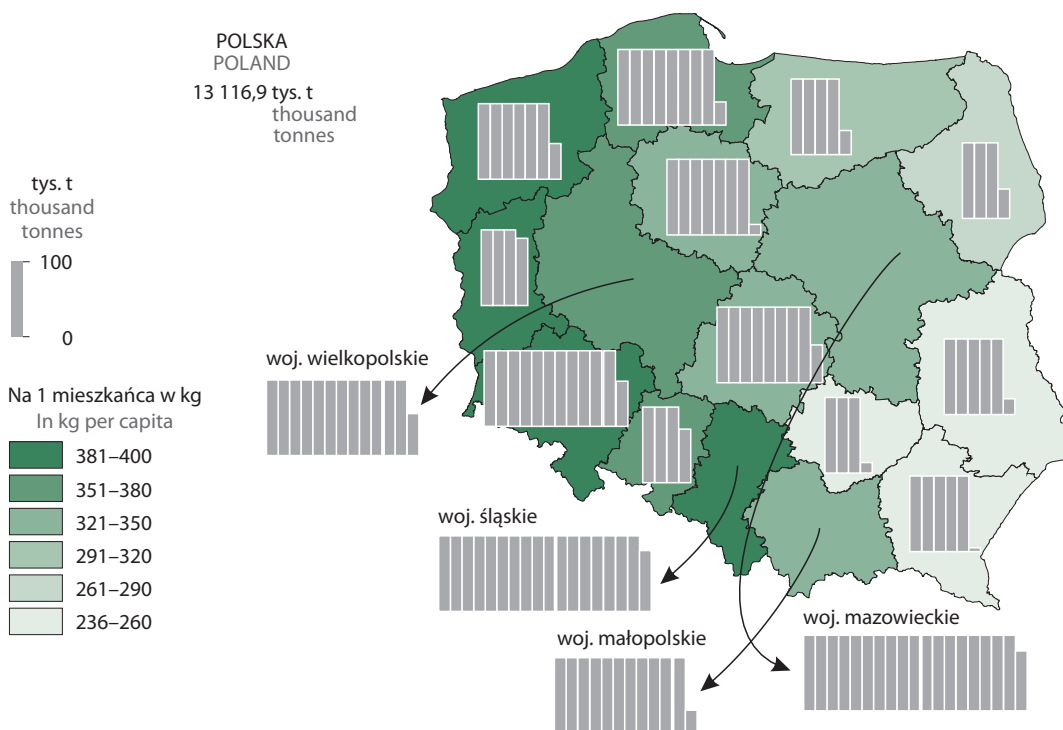 POLSKA
POLAND
13 116,9 tys. t
thousand
tonnes
tys. t
thousand
tonnes
100
0
Na 1 mieszkańca w kg
In kg per capita
381–400
351–380
321–350
291–320
261–290
236–260
woj. wielkopolskie
woj. śląskie
woj. małopolskie
woj. mazowieckie